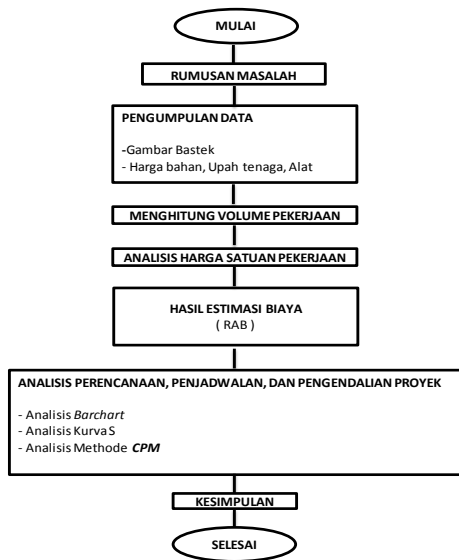 MULAI
RUMUSAN MASALAH
PENGUMPULAN DATA
-Gambar Bastek
- Harga bahan, Upah tenaga, Alat
MENGHITUNG VOLUME PEKERJAAN
ANALISIS HARGA SATUAN PEKERJAAN
HASIL ESTIMASI BIAYA
( RAB )
ANALISIS PERENCANAAN, PENJADWALAN, DAN PENGENDALIAN PROYEK
- Analisis Barchart
- Analisis Kurva S
- Analisis Methode CPM
KESIMPULAN
SELESAI